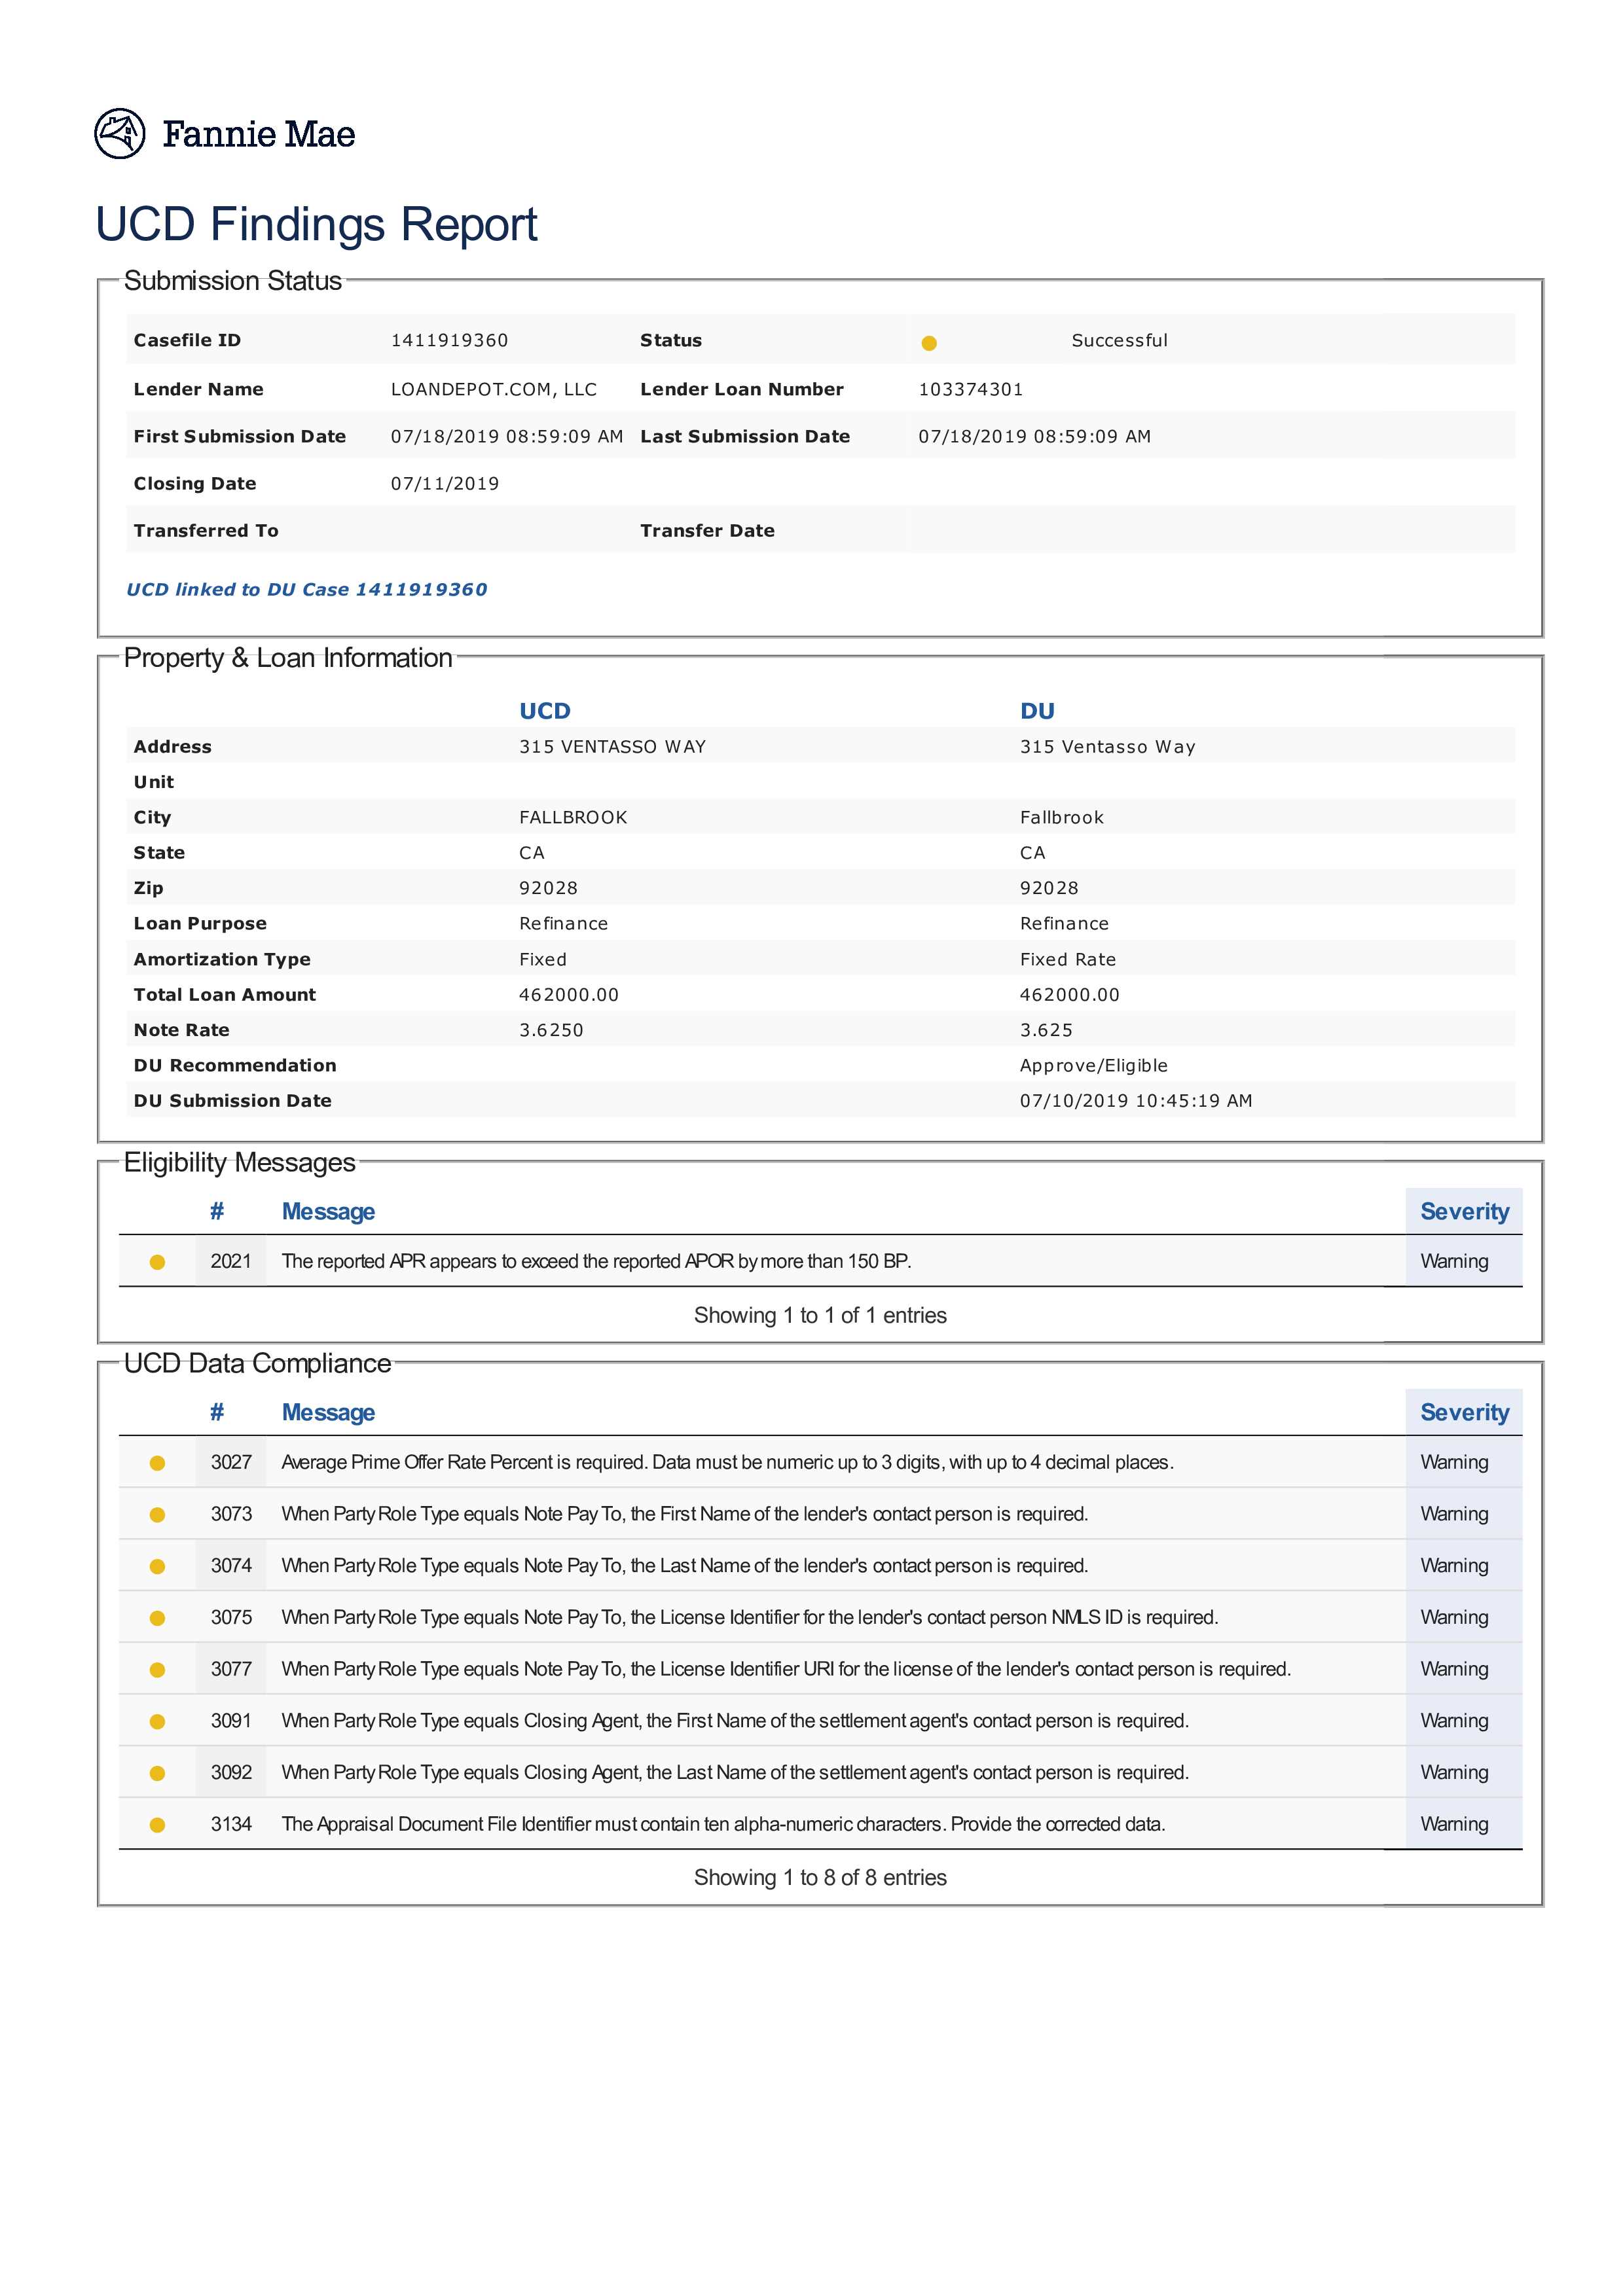 Fannie Mae
UCD Findings Report
Submission Status
Casefile ID 1411919360 Status Successful
Lender Name LOANDEPOT.COM, LLC Lender Loan Number 103374301
First Submission Date 07/18/2019 08:59:09 AM Last Submission Date 07/18/2019 08:59:09 AM
Closing Date 07/11/2019
Transferred To Transfer Date
UCD linked to DU Case 1411919360
Property & Loan Information
UCD DU
Address 315 VENTASSO WAY 315 Ventasso Way
Unit
City FALLBROOK Fallbrook
State CA CA
Zip 92028 92028
Loan Purpose Refinance Refinance
Amortization Type Fixed Fixed Rate
Total Loan Amount 462000.00 462000.00
Note Rate 3.6250 3.625
DU Recommendation Approve/Eligible
DU Submission Date 07/10/2019 10:45:19 AM
Eligibility Messages
# Message Severity
2021 The reported APR appears to exceed the reported APOR by more than 150 BP. Warning
Showing 1 to 1 of 1 entries
UCD Data Compliance
# Message Severity
3027 Average Prime Offer Rate Percent is required. Data must be numeric up to 3 digits, with up to 4 decimal places. Warning
3073 When Party Role Type equals Note Pay To, the First Name of the lender's contact person is required. Warning
3074 When Party Role Type equals Note Pay To, the Last Name of the lender's contact person is required. Warning
3075 When Party Role Type equals Note Pay To, the License Identifier for the lender's contact person NMLS ID is required. Warning
3077 When Party Role Type equals Note Pay To, the License Identifier URI for the license of the lender's contact person is required. Warning
3091 When Party Role Type equals Closing Agent, the First Name of the settlement agent's contact person is required. Warning
3092 When Party Role Type equals Closing Agent, the Last Name of the settlement agent's contact person is required. Warning
3134 The Appraisal Document File Identifier must contain ten alpha-numeric characters. Provide the corrected data. Warning
Showing 1 to 8 of 8 entries